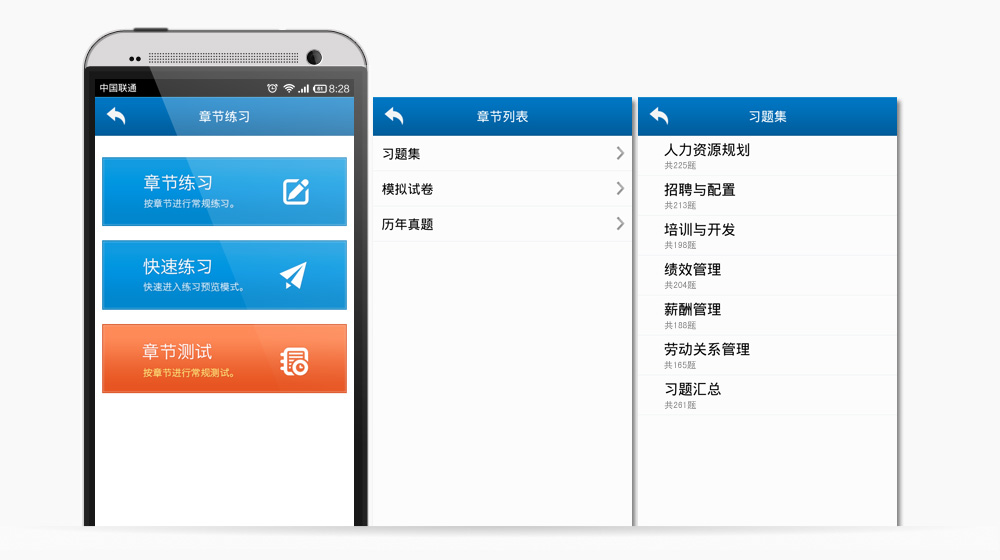 中国联通
61
8:28
章节练习
章节练习
按章节进行常规练习。
快速练习
快速进入练习预览模式。
章节测试
按章节进行常规测试。
章节列表
习题集
模拟试卷
历年真题
习题集
人力资源规划
共225题
招聘与配置
共213题
培训与开发
共198题
绩效管理
共204题
薪酬管理
共188题
劳动关系管理
共165题
习题汇总
共261题